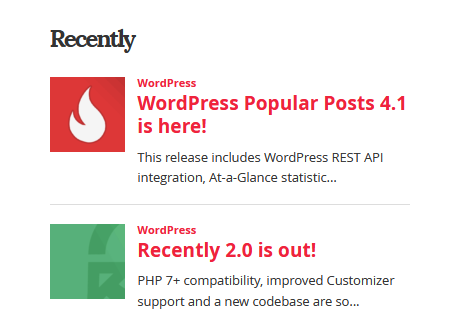 Recently
WordPress
WordPress Popular Posts 4.1
is here!
This release includes WordPress REST API
integration, At-a-Glance statistic...
WordPress
Recently 2.0 is out!
PHP 7+ compatibility, improved Customizer
support and a new codebase are so...